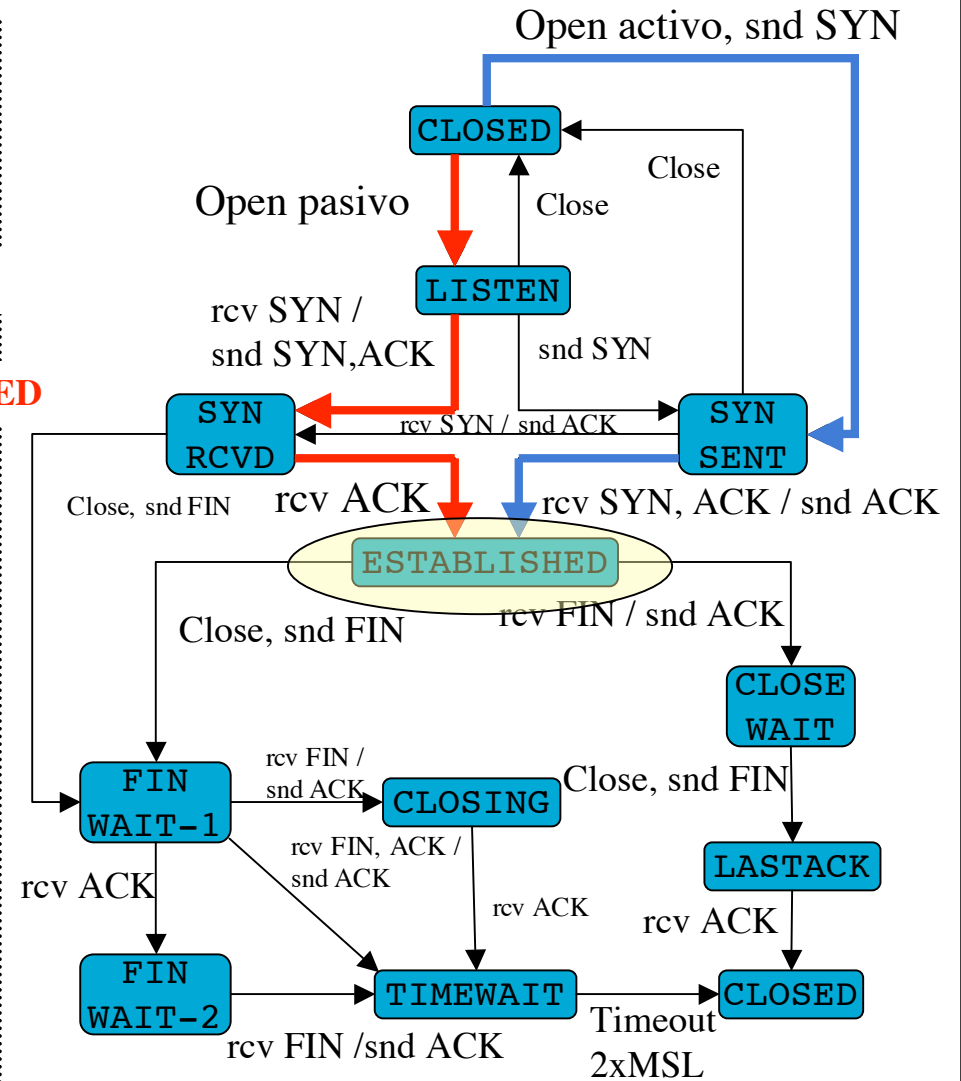 Open activo, snd SYN
CLOSED
Close
Open pasivo
Close
LISTEN
rcv SYN /
snd SYN,ACK
snd SYN
ED
SYN
RCVD
rcv SYN / snd ACK
SYN
SENT
Close, snd FIN
rcv ACK
rcv SYN, ACK / snd ACK
ESTABLISHED
Close, snd FIN
rcv FIN / snd ACK
CLOSE
WAIT
FIN
WAIT-1
rcv FIN /
snd ACK
CLOSING
Close, snd FIN
rcv FIN, ACK /
snd ACK
LASTACK
rcv ACK
rcv ACK
rcv ACK
FIN
WAIT-2
TIMEWAIT
CLOSED
rcv FIN /snd ACK
Timeout
2xMSL